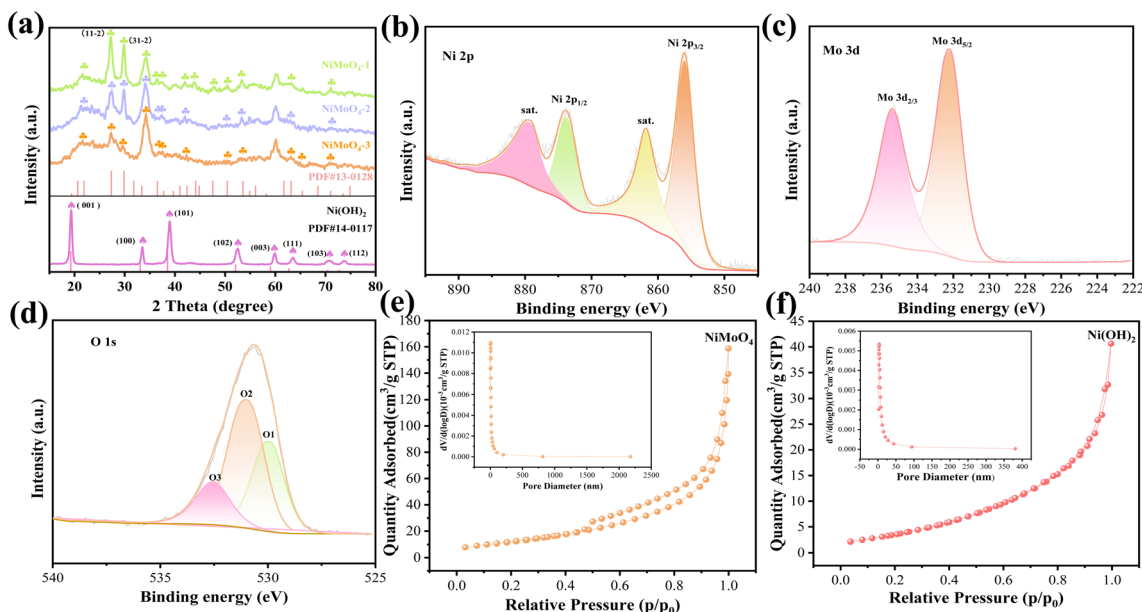 (a)
(11-2)
(31-2)
NiMoO₄-1
NiMoO₄-2
NiMoO₄-3
PDF#13-0128
(001)
(100)
(101)
(102)
(003)
(111)
(103)
(112)
Ni(OH)₂
PDF#14-0117
Intensity (a.u.)
20 30 40 50 60 70 80
2 Theta (degree)
(b)
Ni 2p
sat.
Ni 2p1/2
sat.
Ni 2p3/2
Intensity (a.u.)
890 880 870 860 850
Binding energy (eV)
(c)
Mo 3d
Mo 3d2/3
Mo 3d5/2
Intensity (a.u.)
240 238 236 234 232 230 228 226 224 222
Binding energy (eV)
(d)
O 1s
O2
O1
O3
Intensity (a.u.)
540 535 530 525
Binding energy (eV)
(e)
NiMoO₄
Quantity Adsorbed(cm³/g STP)
180
160
140
120
100
80
60
40
20
0
0.0 0.2 0.4 0.6 0.8 1.0
Relative Pressure (p/p₀)
dV/d(logD)(10⁻³cm³/g STP)
0.012
0.010
0.008
0.006
0.004
0.002
0.000
0 500 1000 1500 2000 2500
Pore Diameter (nm)
(f)
Ni(OH)₂
Quantity Adsorbed(cm³/g STP)
45
40
35
30
25
20
15
10
5
0
0.0 0.2 0.4 0.6 0.8 1.0
Relative Pressure (p/p₀)
dV/d(logD)(10⁻³cm³/g STP)
0.006
0.005
0.004
0.003
0.002
0.001
0.000
-50 0 50 100 150 200 250 300 350 400
Pore Diameter (nm)